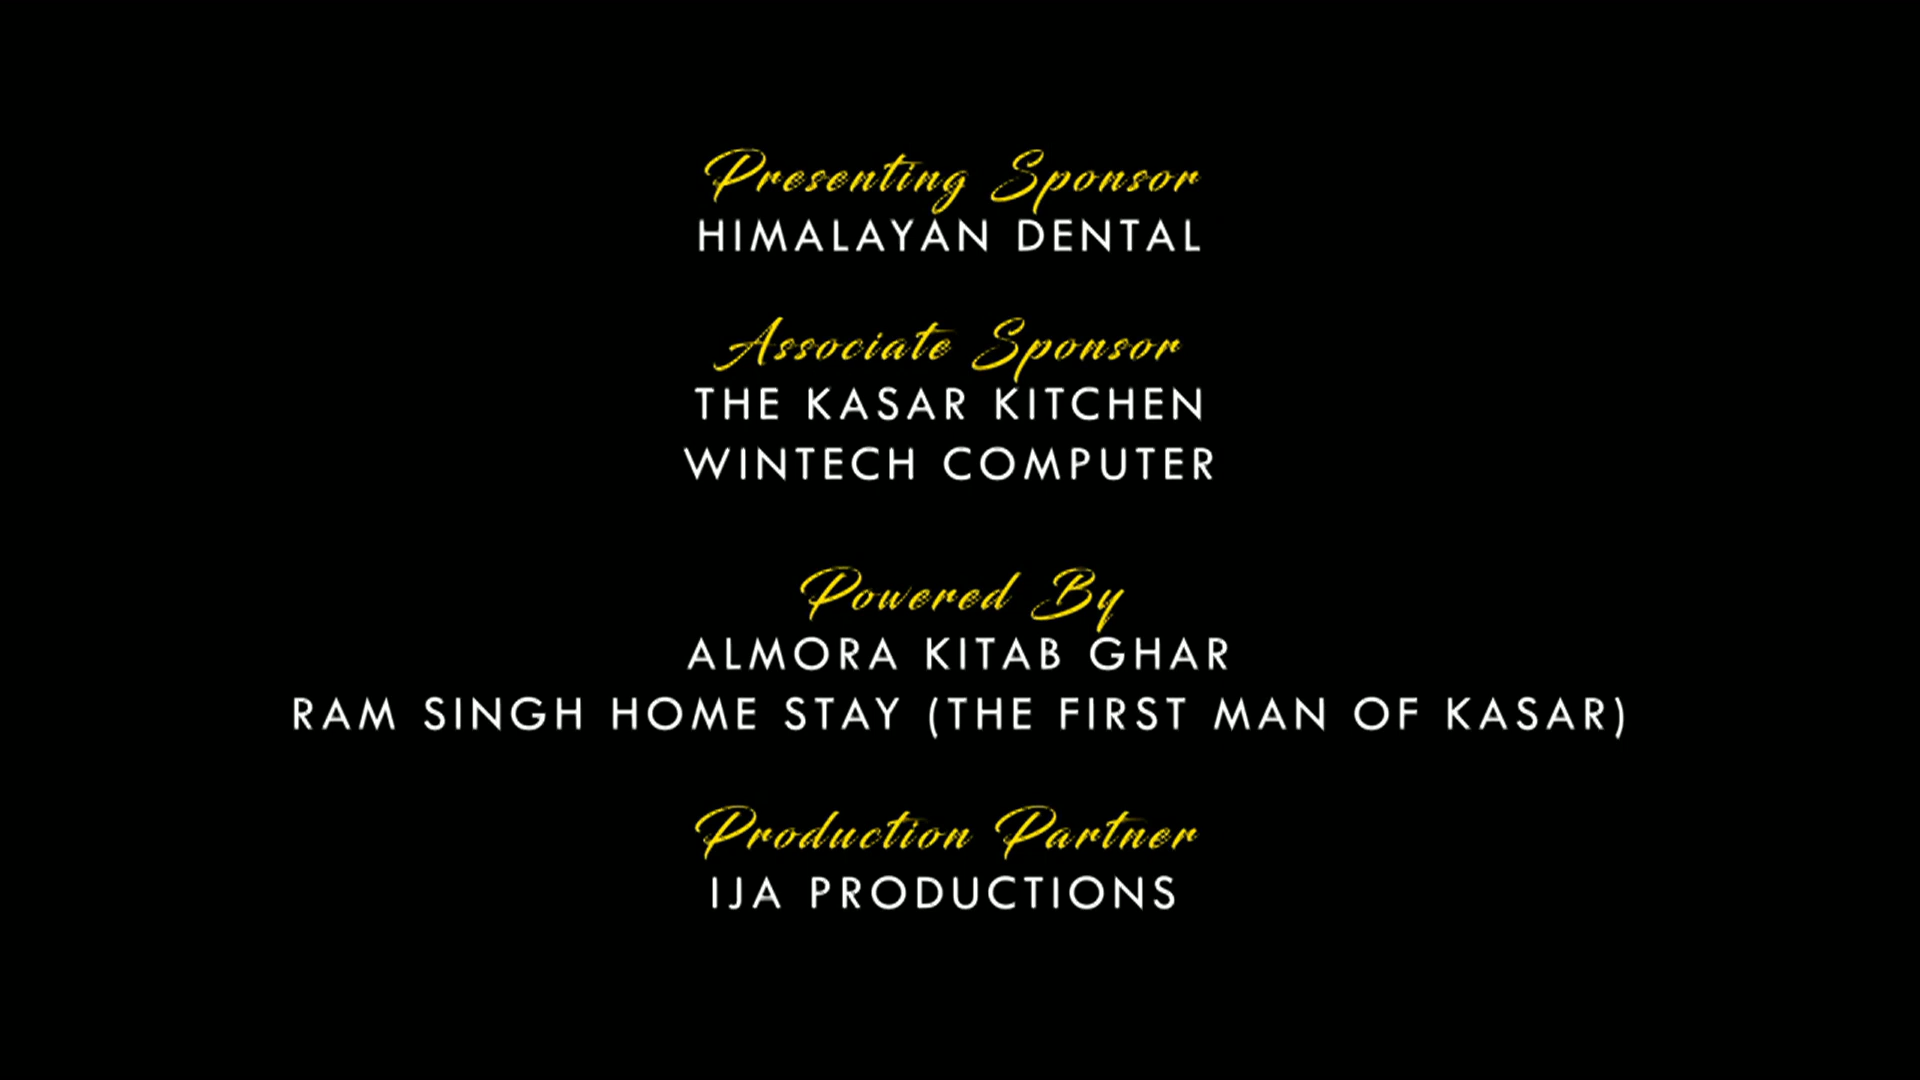 Presenting Sponsor
HIMALAYAN DENTAL
Associate Sponsor
THE KASAR KITCHEN
WINTECH COMPUTER
Powered By
ALMORA KITAB GHAR
RAM SINGH HOME STAY (THE FIRST MAN OF KASAR)
Production Partner
IJA PRODUCTIONS